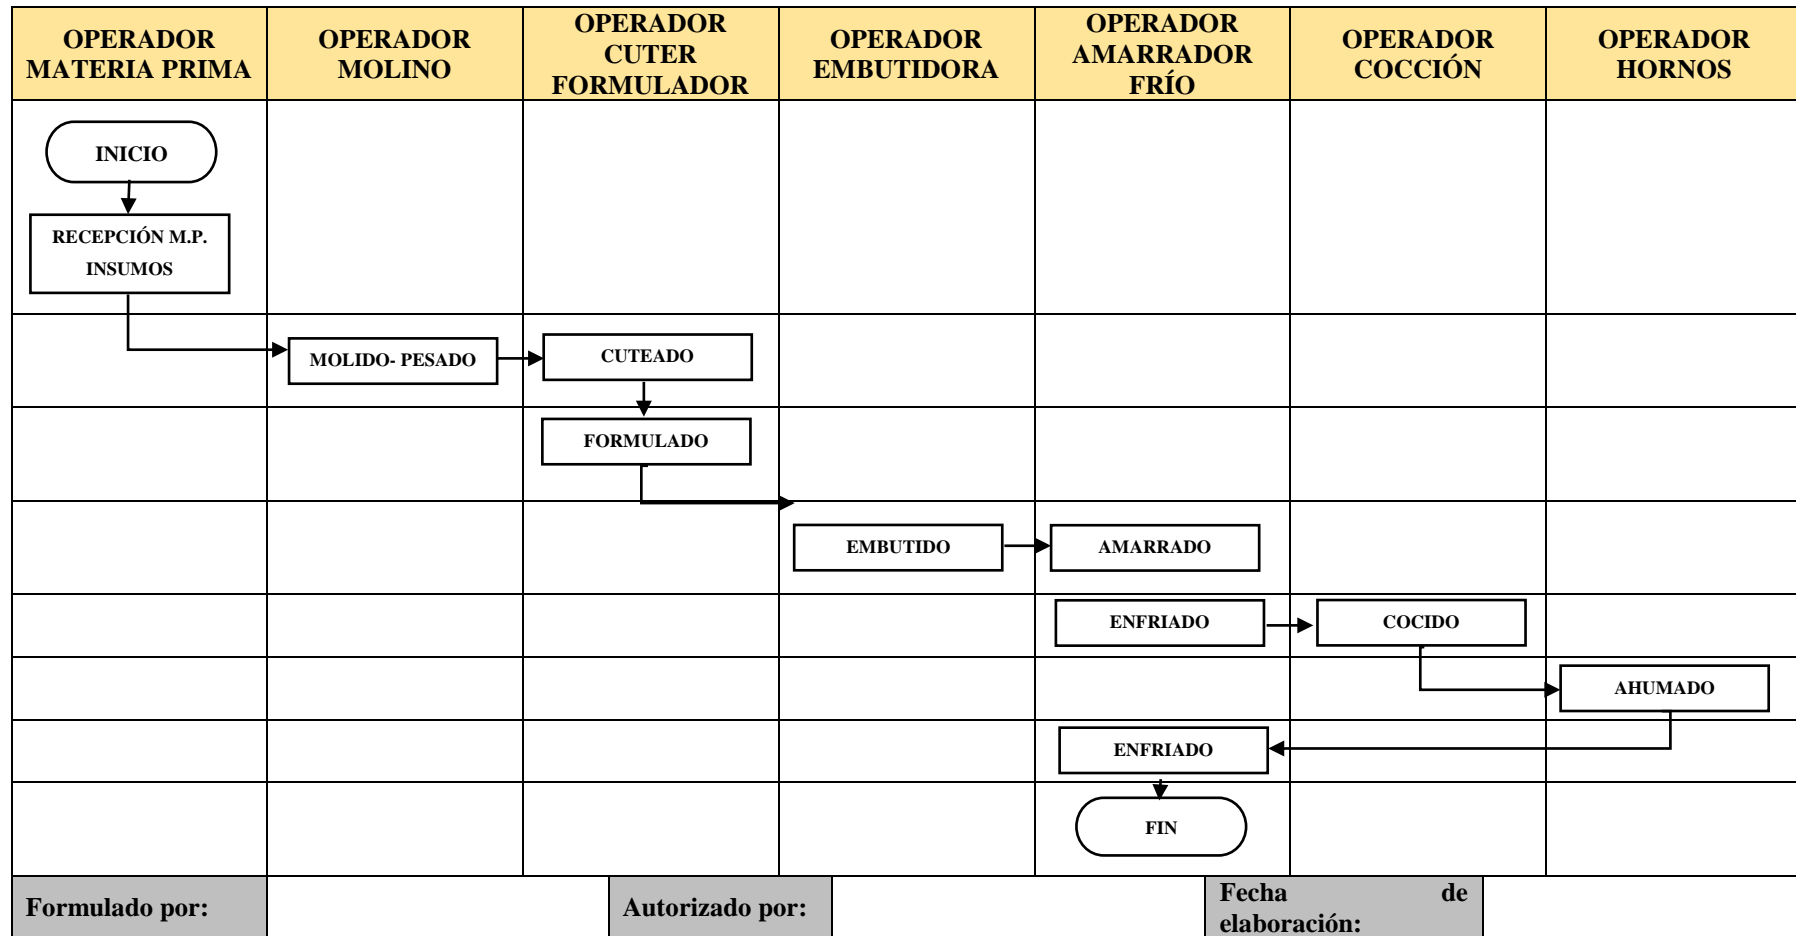 OPERADOR
MATERIA PRIMA
OPERADOR
MOLINO
OPERADOR
CUTER
FORMULADOR
OPERADOR
EMBUTIDORA
OPERADOR
AMARRADOR
FRÍO
OPERADOR
COCCIÓN
OPERADOR
HORNOS
INICIO
RECEPCIÓN M.P.
INSUMOS
MOLIDO- PESADO
CUTEADO
FORMULADO
EMBUTIDO
AMARRADO
ENFRIADO
COCIDO
AHUMADO
ENFRIADO
FIN
Formulado por:
Autorizado por:
Fecha de
elaboración: